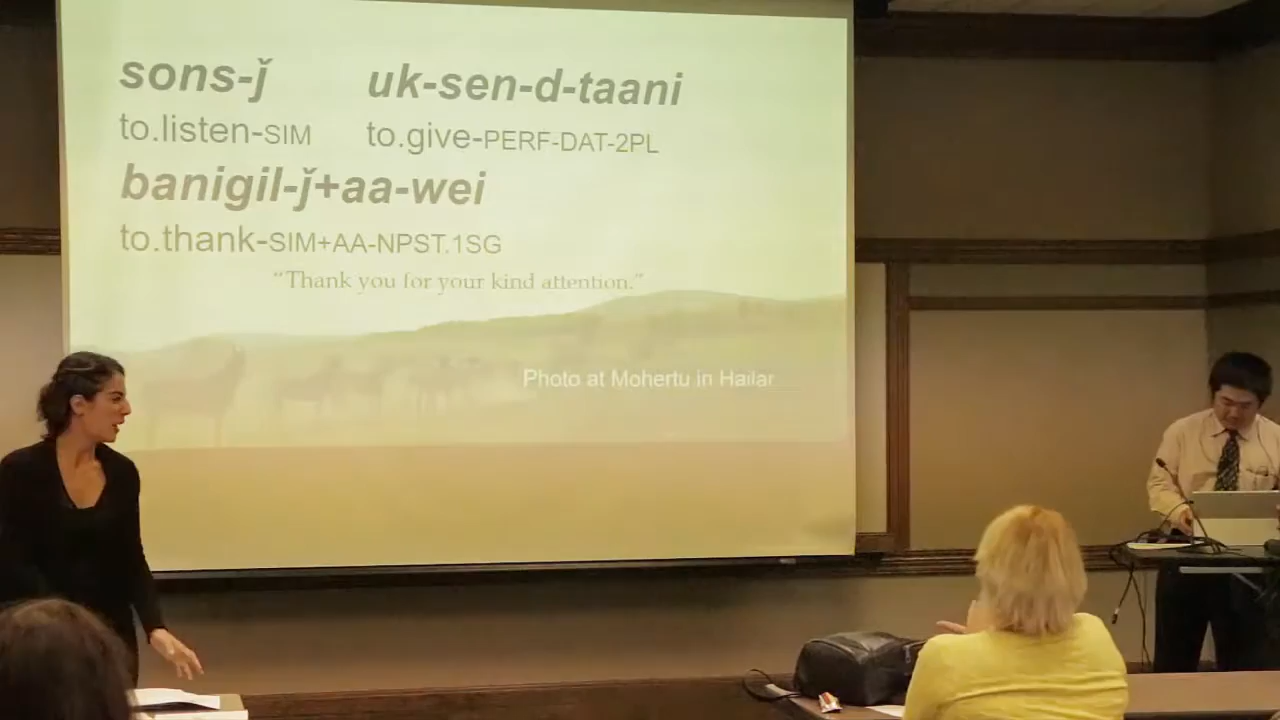 sons-ǰ uk-sen-d-taani
to.listen-SIM to.give-PERF-DAT-2PL
banigil-ǰ+aa-wei
to.thank-SIM+AA-NPST.1SG
“Thank you for your kind attention.”
Photo at Mohertu in Hailar